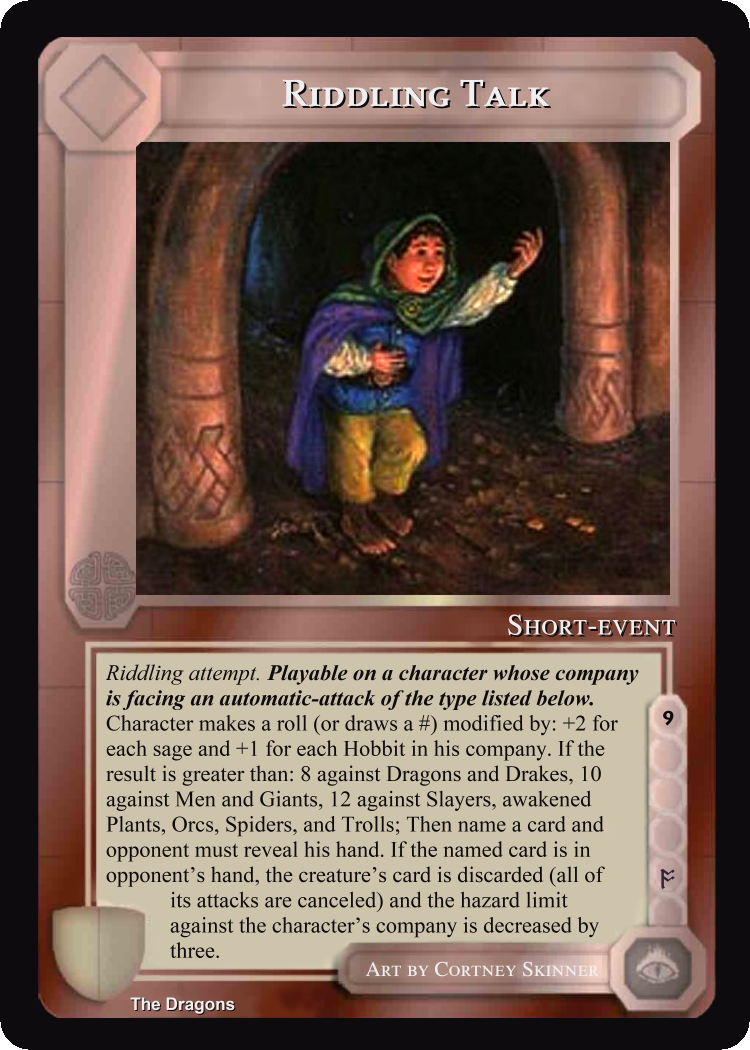 Riddling Talk
Short-event
Riddling attempt. Playable on a character whose company
is facing an automatic-attack of the type listed below.
Character makes a roll (or draws a #) modified by: +2 for
each sage and +1 for each Hobbit in his company. If the
result is greater than: 8 against Dragons and Drakes, 10
against Men and Giants, 12 against Slayers, awakened
Plants, Orcs, Spiders, and Trolls; Then name a card and
opponent must reveal his hand. If the named card is in
opponent's hand, the creature's card is discarded (all of
its attacks are canceled) and the hazard limit
against the character's company is decreased by
three.
9
Art by Cortney Skinner
The Dragons